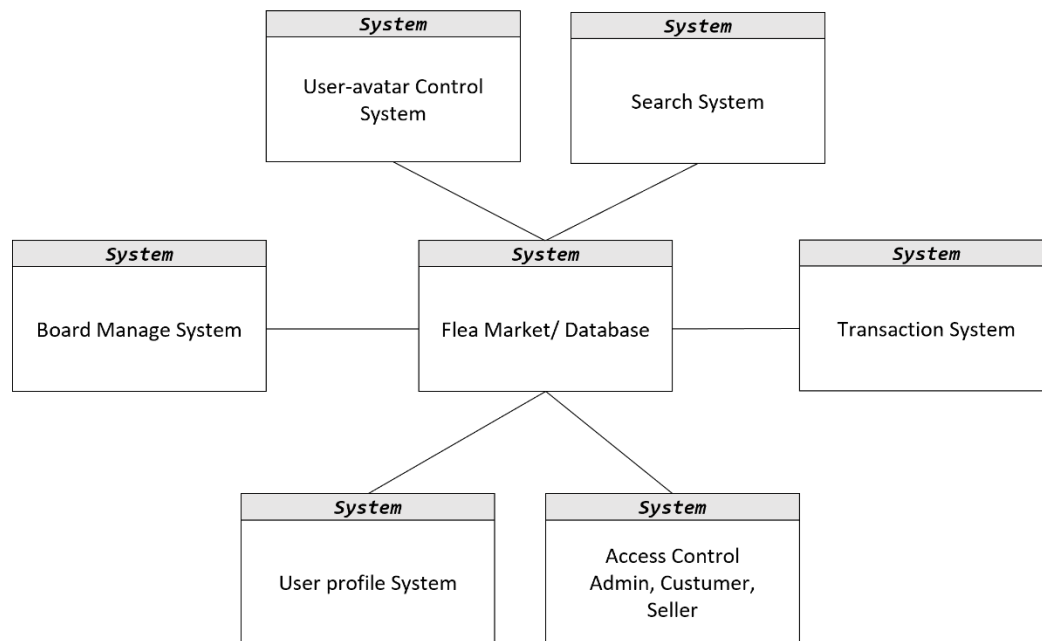 System
User-avatar Control
System
System
Search System
System
Board Manage System
System
Flea Market/ Database
System
Transaction System
System
User profile System
System
Access Control
Admin, Custumer,
Seller